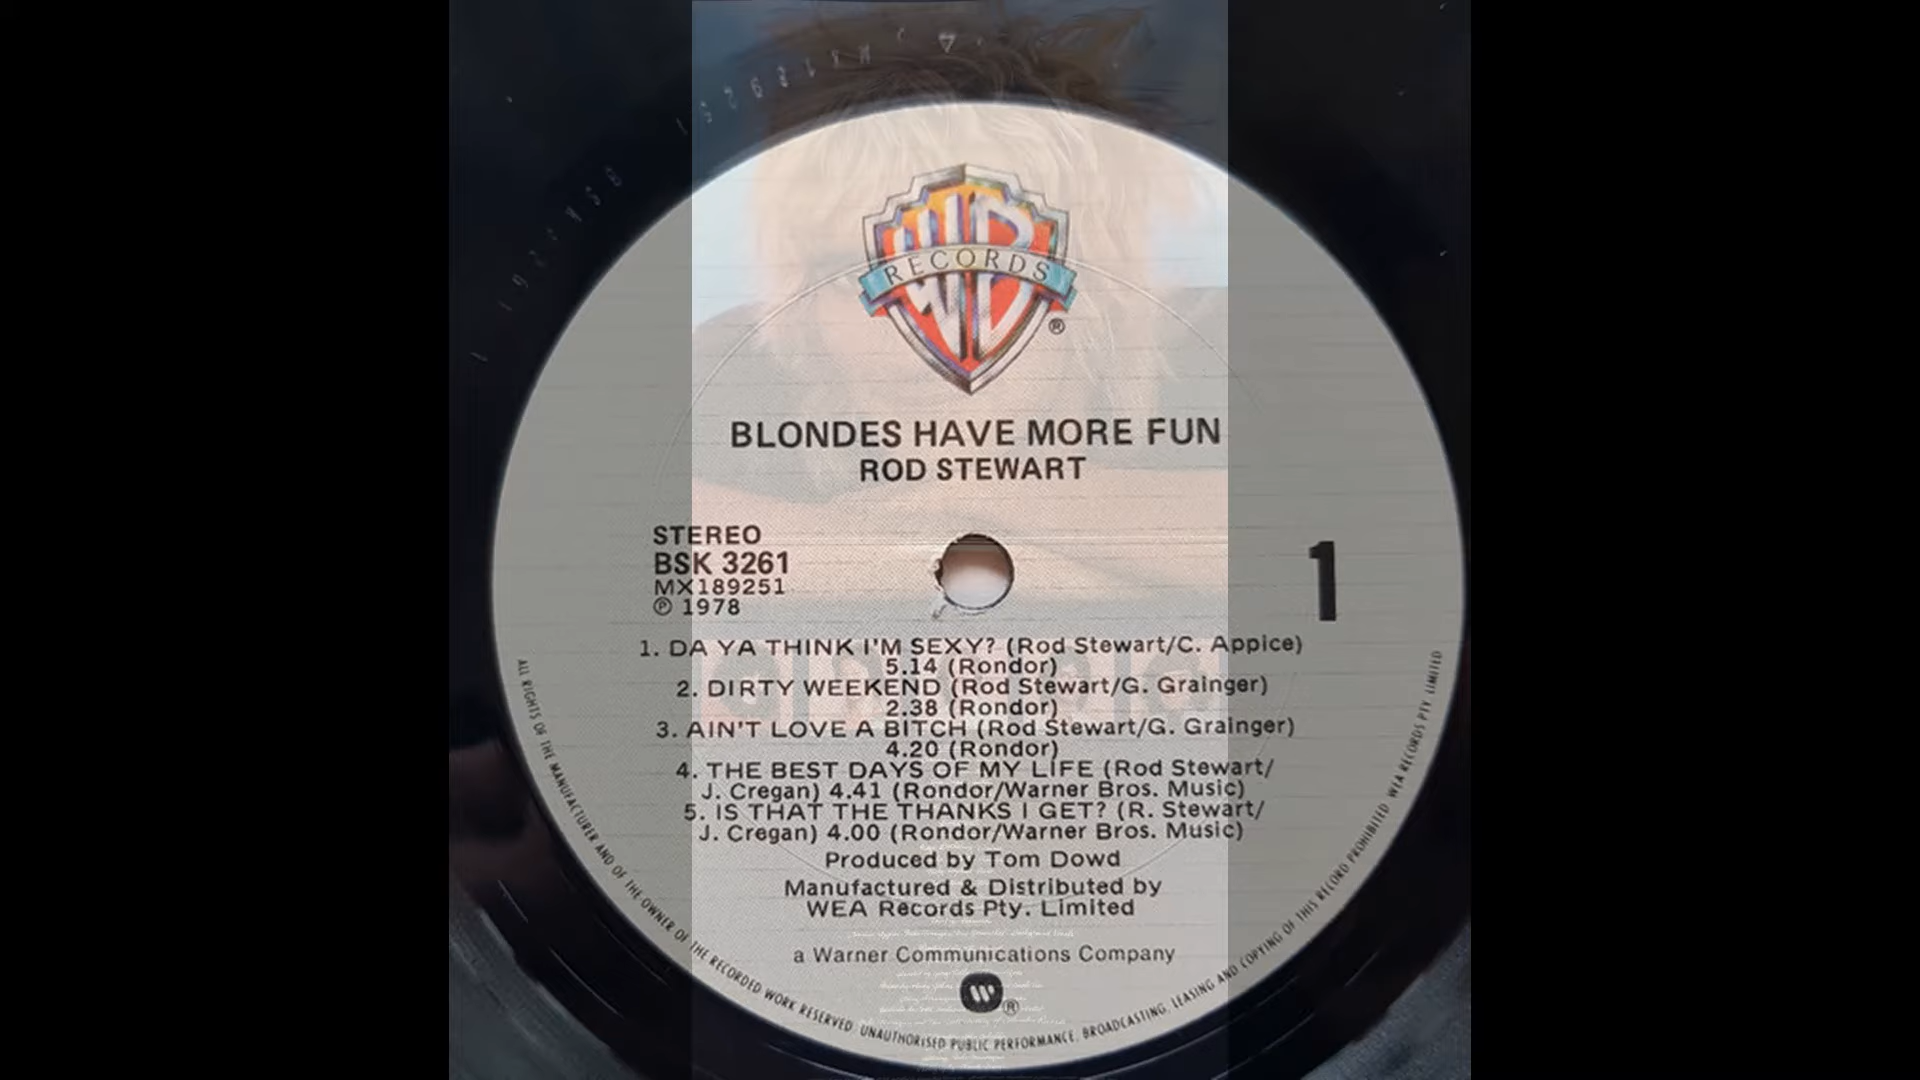 RECORDS
®
BLONDES HAVE MORE FUN
ROD STEWART
STEREO
BSK 3261
MX189251
℗ 1978
1
1. DA YA THINK I'M SEXY? (Rod Stewart/C. Appice)
5.14 (Rondor)
2. DIRTY WEEKEND (Rod Stewart/G. Grainger)
2.38 (Rondor)
3. AIN'T LOVE A BITCH (Rod Stewart/G. Grainger)
4.20 (Rondor)
4. THE BEST DAYS OF MY LIFE (Rod Stewart/
J. Cregan) 4.41 (Rondor/Warner Bros. Music)
5. IS THAT THE THANKS I GET? (R. Stewart/
J. Cregan) 4.00 (Rondor/Warner Bros. Music)
Produced by Tom Dowd
Manufactured & Distributed by
WEA Records Pty. Limited
a Warner Communications Company
®
ALL RIGHTS OF THE MANUFACTURER AND OF THE OWNER OF THE RECORDED WORK RESERVED. UNAUTHORISED PUBLIC PERFORMANCE, BROADCASTING, LEASING AND COPYING OF THIS RECORD PROHIBITED. WEA RECORDS PTY. LIMITED